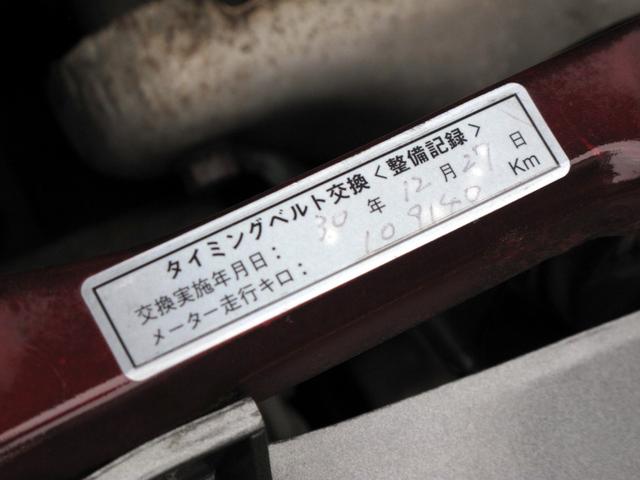 タイミングベルト交換<整備記録>
交換実施年月日: 30 年 12 月 27 日
メーター走行キロ: 109140 Km